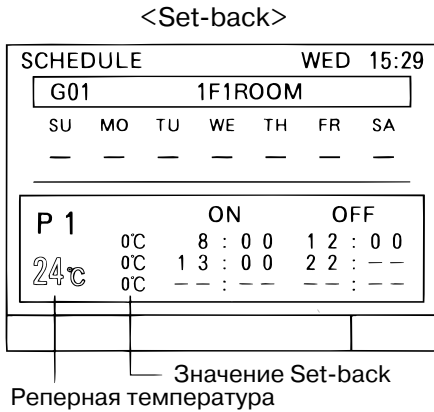 <Set-back>
SCHEDULE WED 15:29
G01 1F1ROOM
SU MO TU WE TH FR SA
— — — — — — —
P 1 ON OFF
0°C 8 : 0 0 1 2 : 0 0
24°C 0°C 1 3 : 0 0 2 2 : – –
0°C – – : – – – – : – –
Значение Set-back
Реперная температура